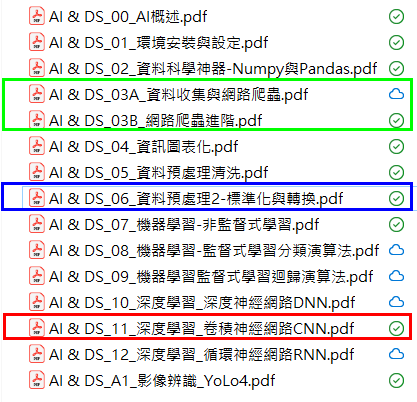 AI & DS_00_AI概述.pdf
AI & DS_01_環境安裝與設定.pdf
AI & DS_02_資料科學神器-Numpy與Pandas.pdf
AI & DS_03A_資料收集與網路爬蟲.pdf
AI & DS_03B_網路爬蟲進階.pdf
AI & DS_04_資訊圖表化.pdf
AI & DS_05_資料預處理清洗.pdf
AI & DS_06_資料預處理2-標準化與轉換.pdf
AI & DS_07_機器學習-非監督式學習.pdf
AI & DS_08_機器學習-監督式學習分類演算法.pdf
AI & DS_09_機器學習監督式學習迴歸演算法.pdf
AI & DS_10_深度學習_深度神經網路DNN.pdf
AI & DS_11_深度學習_卷積神經網路CNN.pdf
AI & DS_12_深度學習_循環神經網路RNN.pdf
AI & DS_A1_影像辨識_YoLo4.pdf